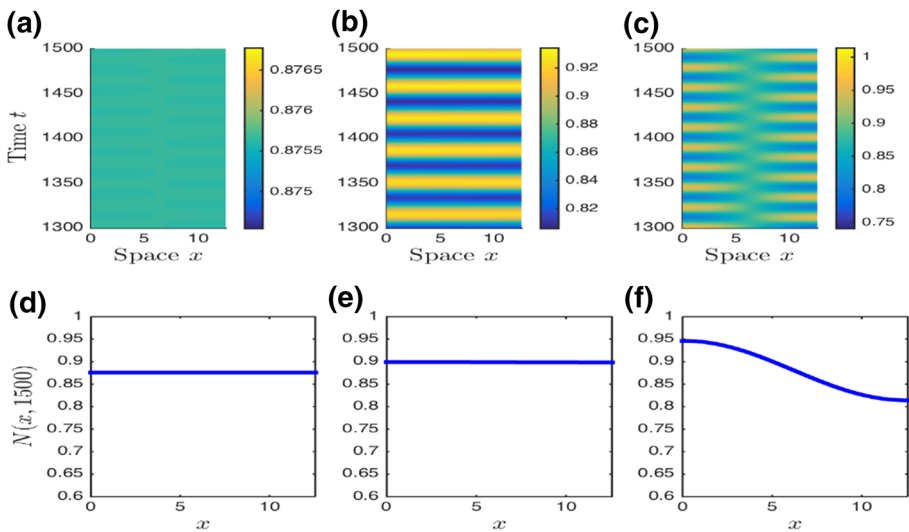 (a) (b) (c)
1500 1500 1500
0.8765 0.92 1
1450 1450 1450
0.9 0.95
0.876
0.88 0.9
Time t 1400 1400 1400
0.86 0.85
0.8755
1350 0.84 1350 0.8 1350
0.875
0.82 0.75
1300 1300 1300
0 5 10 0 5 10 0 5 10
Space x Space x Space x
(d) (e) (f)
1 1 1
0.95 0.95 0.95
0.9 0.9 0.9
0.85 0.85 0.85
N(x, 1500) 0.8 0.8 0.8
0.75 0.75 0.75
0.7 0.7 0.7
0.65 0.65 0.65
0.6 0.6 0.6
0 5 10 0 5 10 0 5 10
x x x